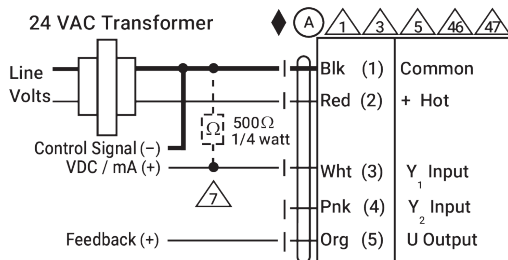 24 VAC Transformer
A 1 3 5 46 47
Line
Volts
Blk (1) Common
Red (2) + Hot
Ω 500Ω
1/4 watt
Control Signal (−)
VDC / mA (+)
7
Wht (3) Y1 Input
Pnk (4) Y2 Input
Feedback (+)
Org (5) U Output